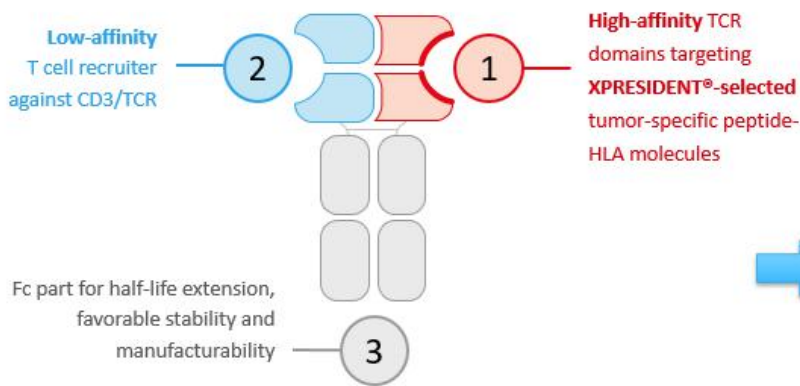 Low-affinity
T cell recruiter
against CD3/TCR
2
1
High-affinity TCR
domains targeting
XPRESIDENT®-selected
tumor-specific peptide-
HLA molecules
Fc part for half-life extension,
favorable stability and
manufacturability
3